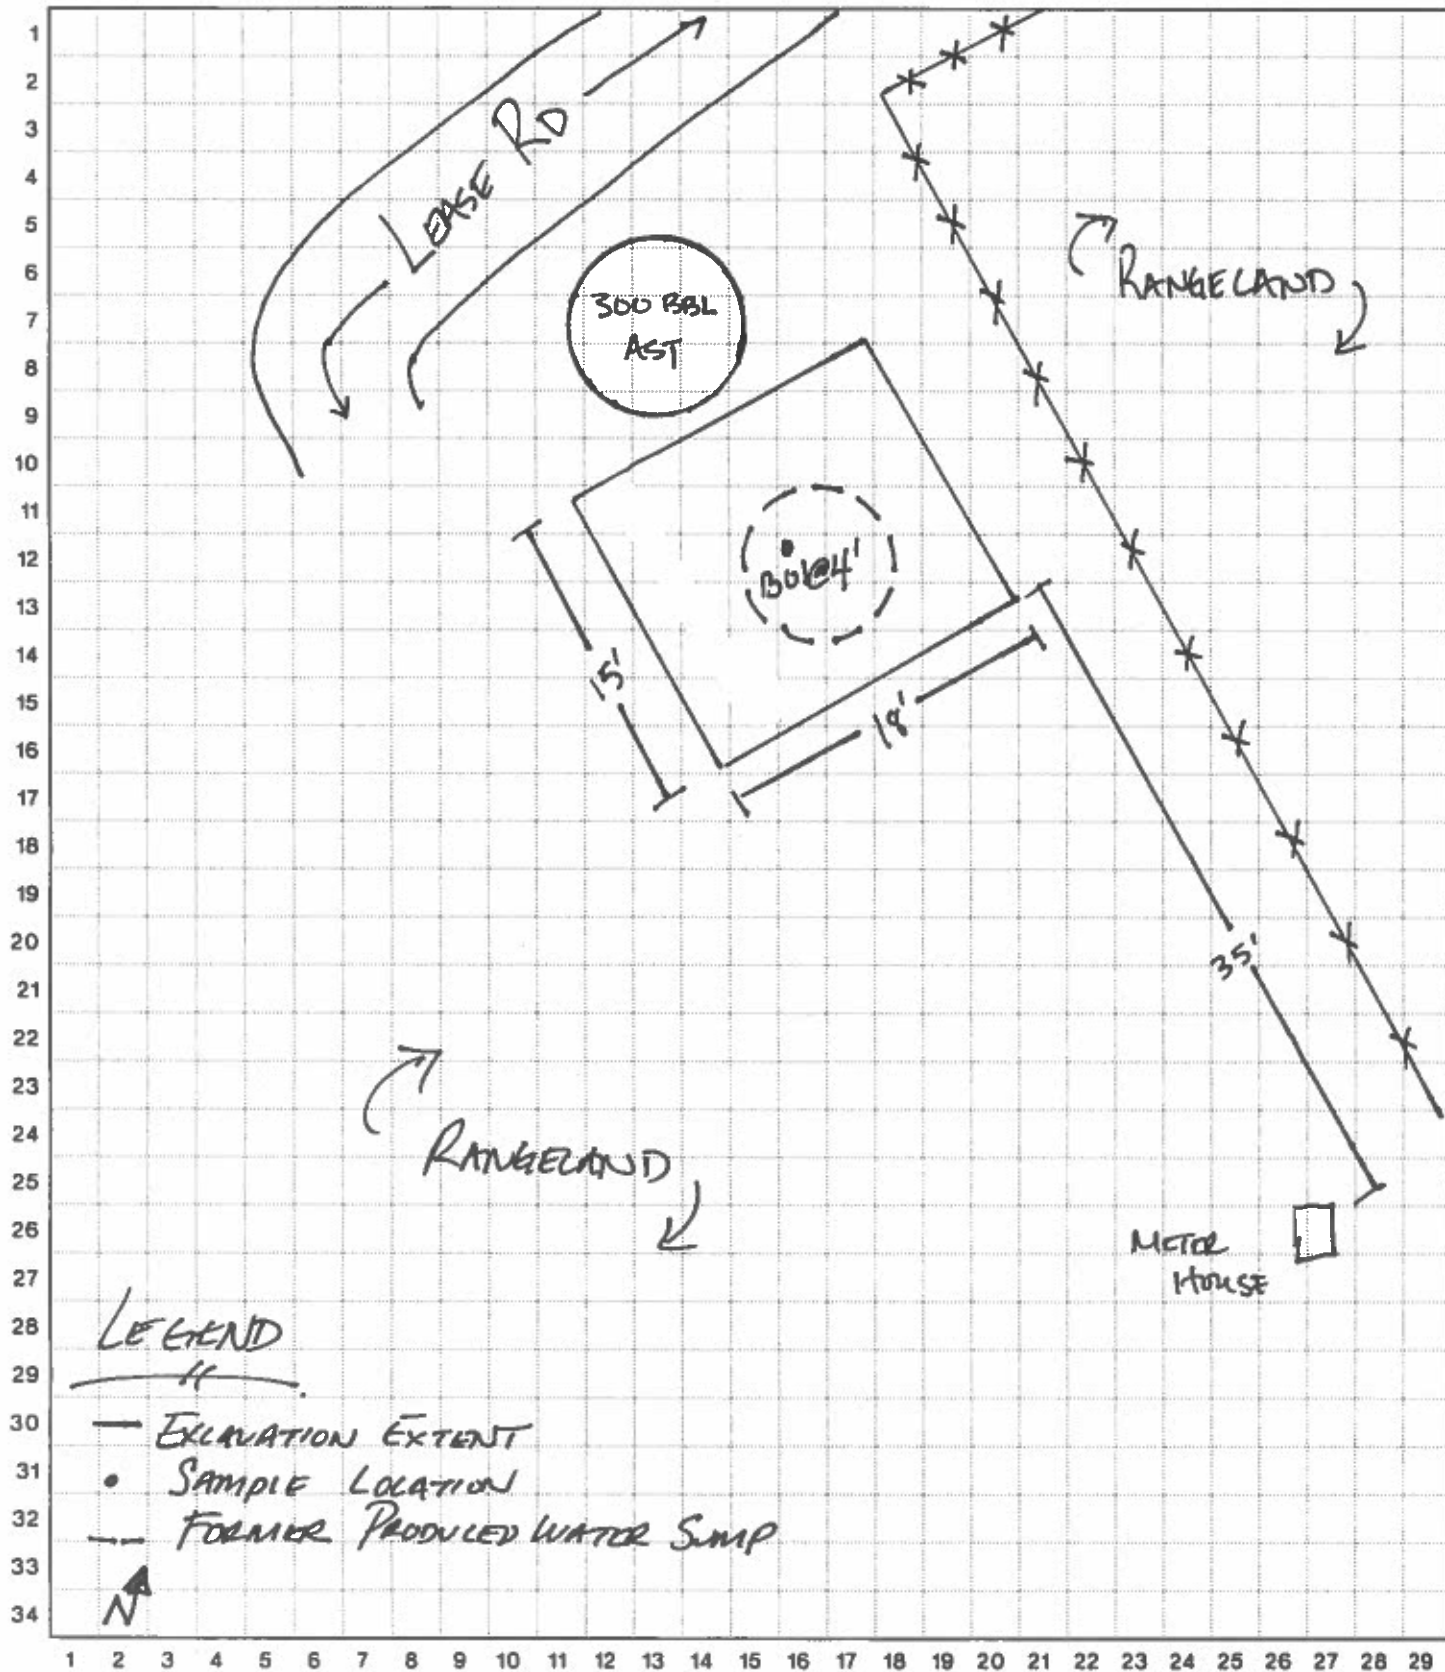 1
2
3
4
5
6
7
8
9
10
11
12
13
14
15
16
17
18
19
20
21
22
23
24
25
26
27
28
29
30
31
32
33
34
LEASE RD
300 BBL
AST
RANGELAND
B01@4'
15'
18'
35'
RANGELAND
METER
HOUSE
LEGEND
EXCAVATION EXTENT
SAMPLE LOCATION
FORMER PRODUCED WATER SUMP
N
1 2 3 4 5 6 7 8 9 10 11 12 13 14 15 16 17 18 19 20 21 22 23 24 25 26 27 28 29